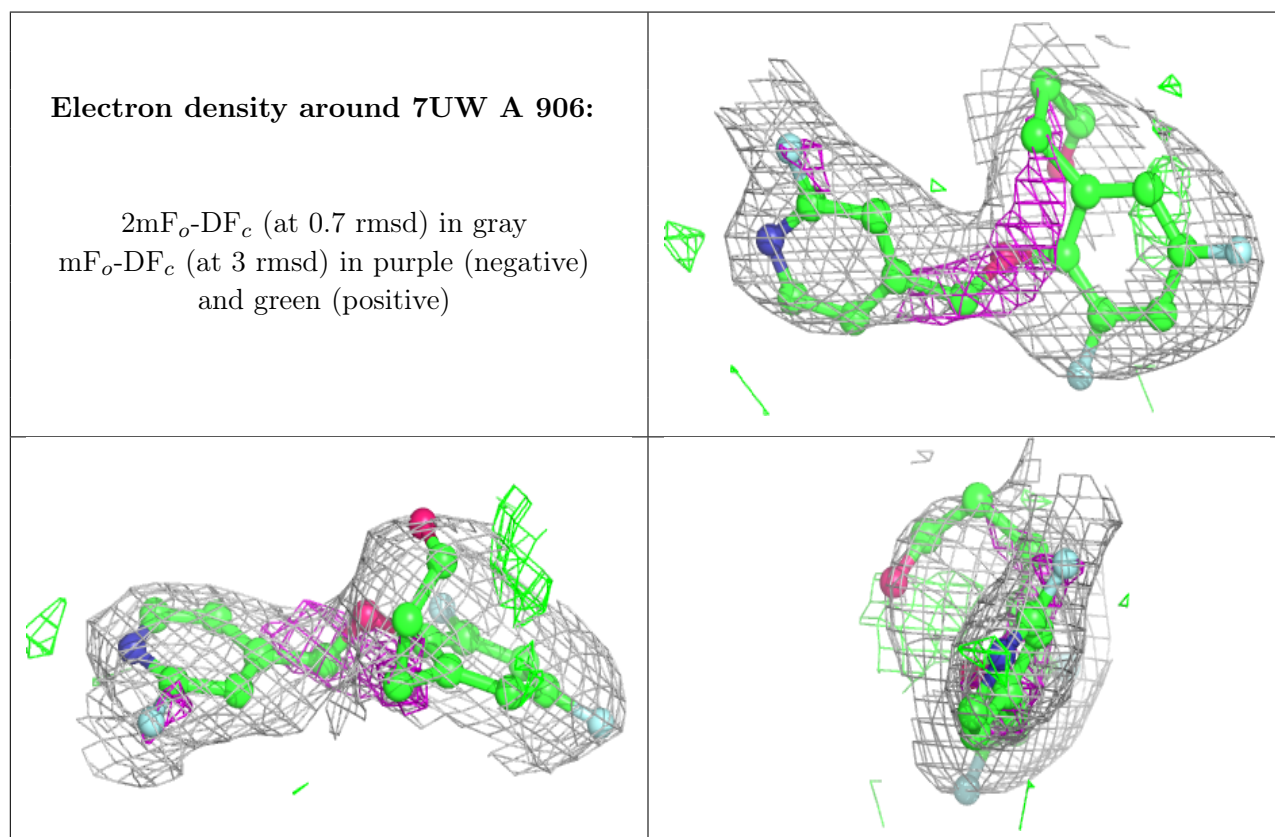 Electron density around 7UW A 906:
2mFo-DFc (at 0.7 rmsd) in gray
mFo-DFc (at 3 rmsd) in purple (negative)
and green (positive)